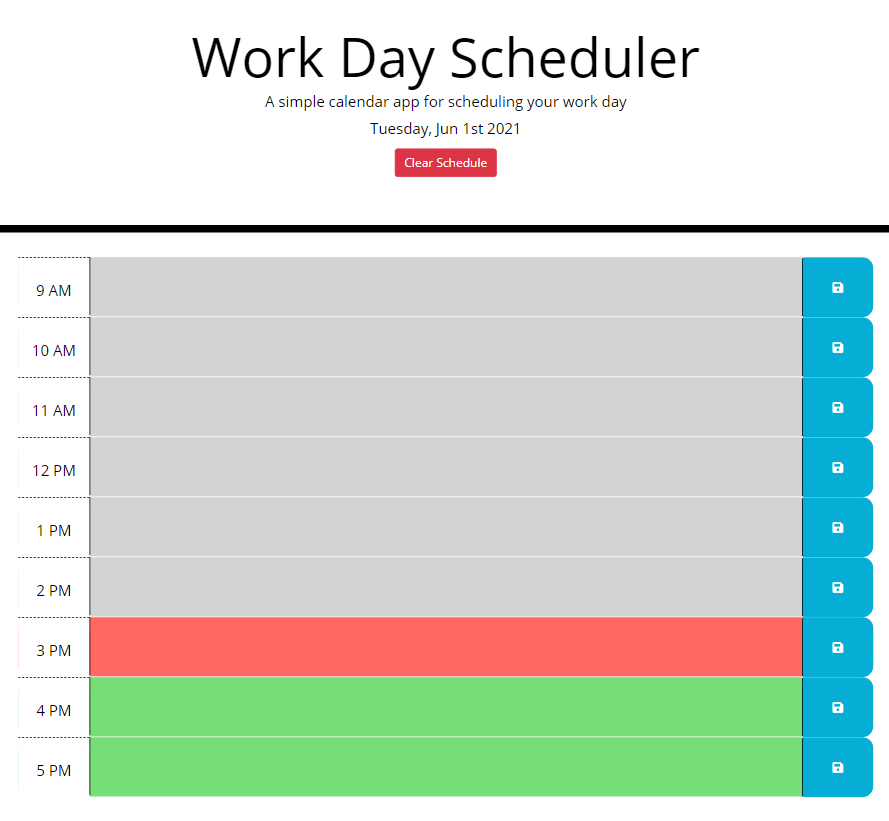 Work Day Scheduler
A simple calendar app for scheduling your work day
Tuesday, Jun 1st 2021
Clear Schedule
9 AM
10 AM
11 AM
12 PM
1 PM
2 PM
3 PM
4 PM
5 PM